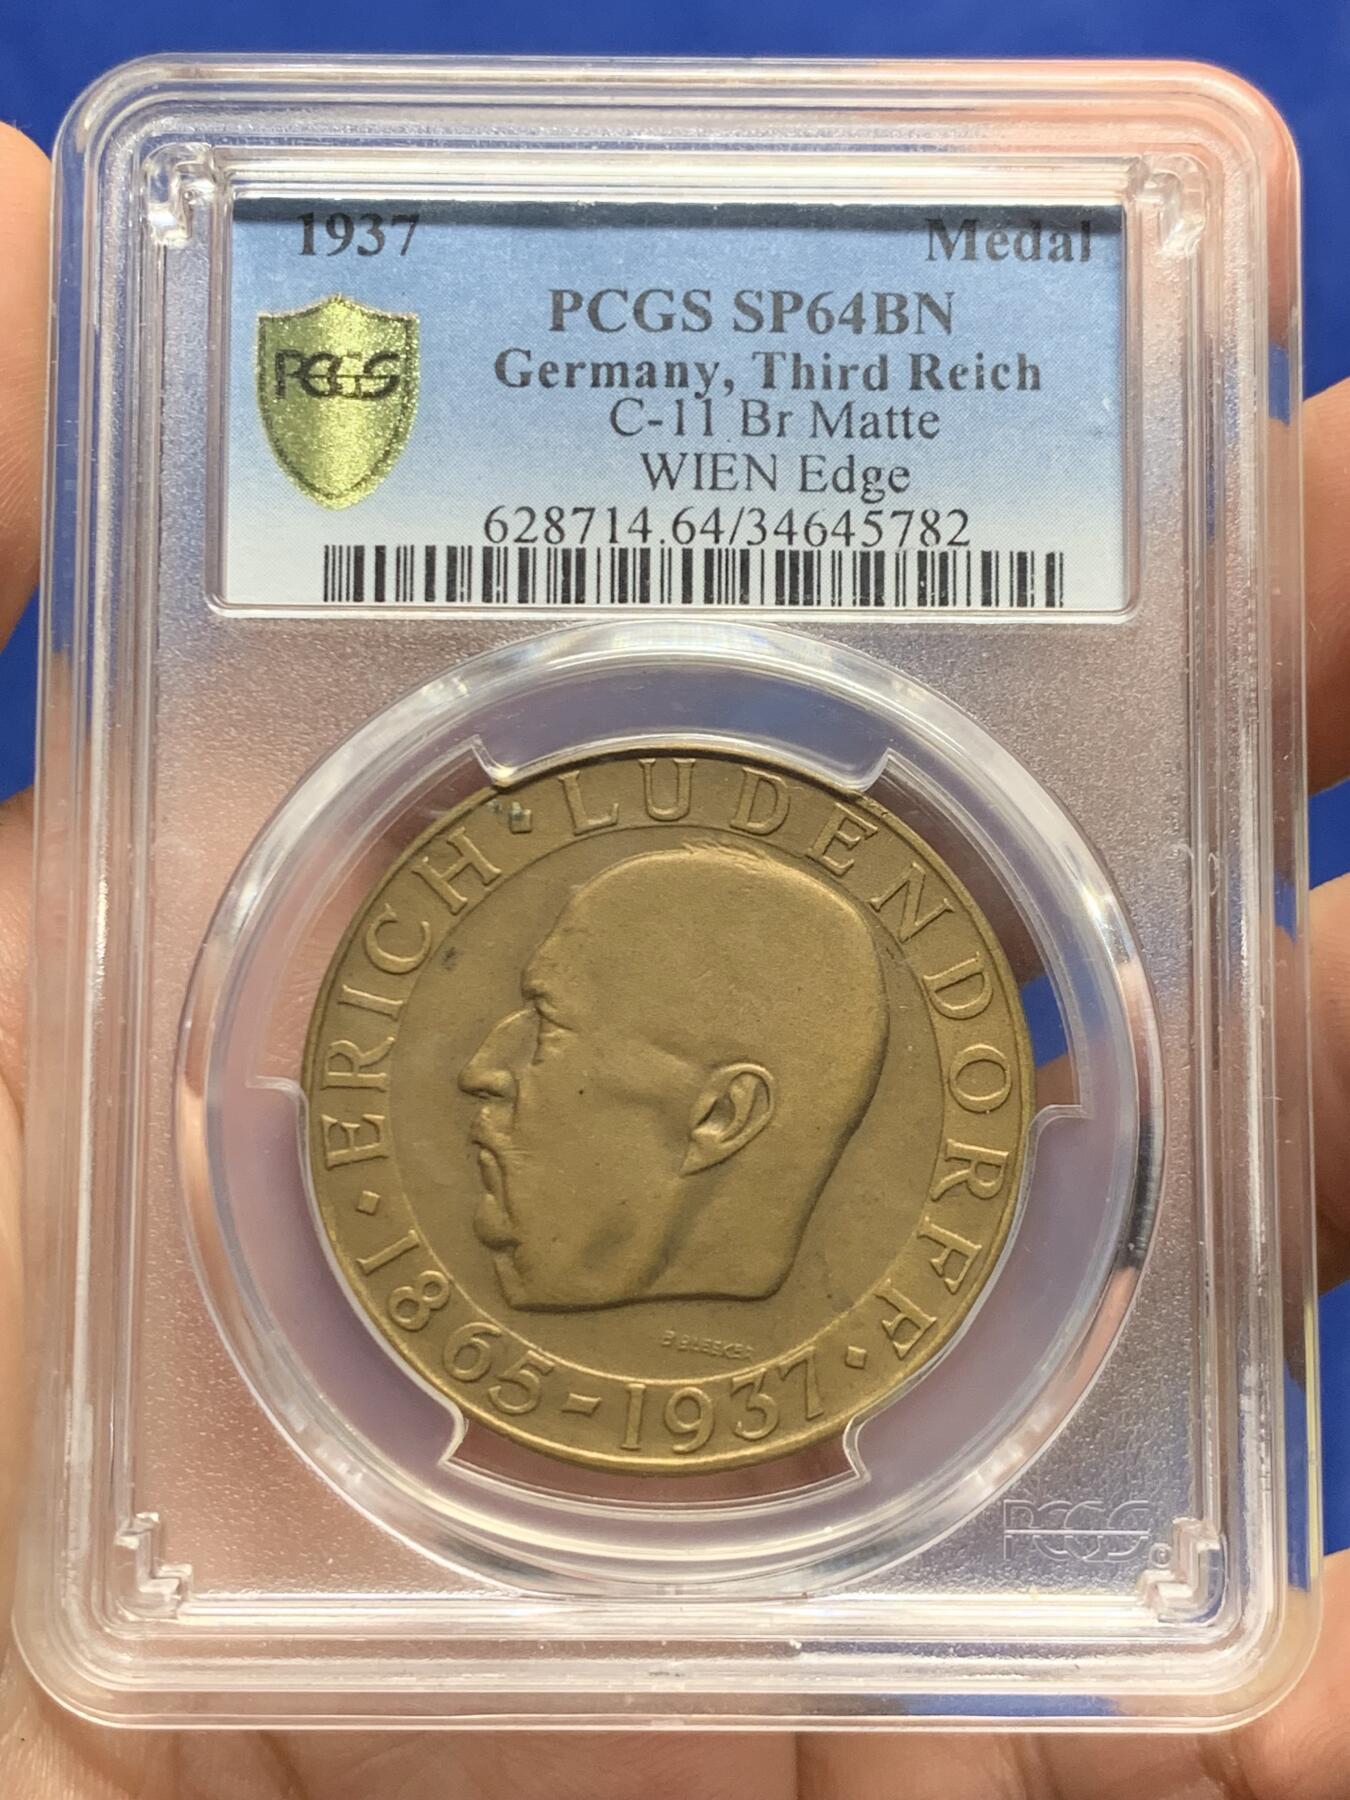 1937 Medal
PCGS SP64BN
PCGS
Germany, Third Reich
C-11 Br Matte
WIEN Edge
628714.64/34645782
· ERICH · LUDENDORFF ·
1865-1937
PCGS